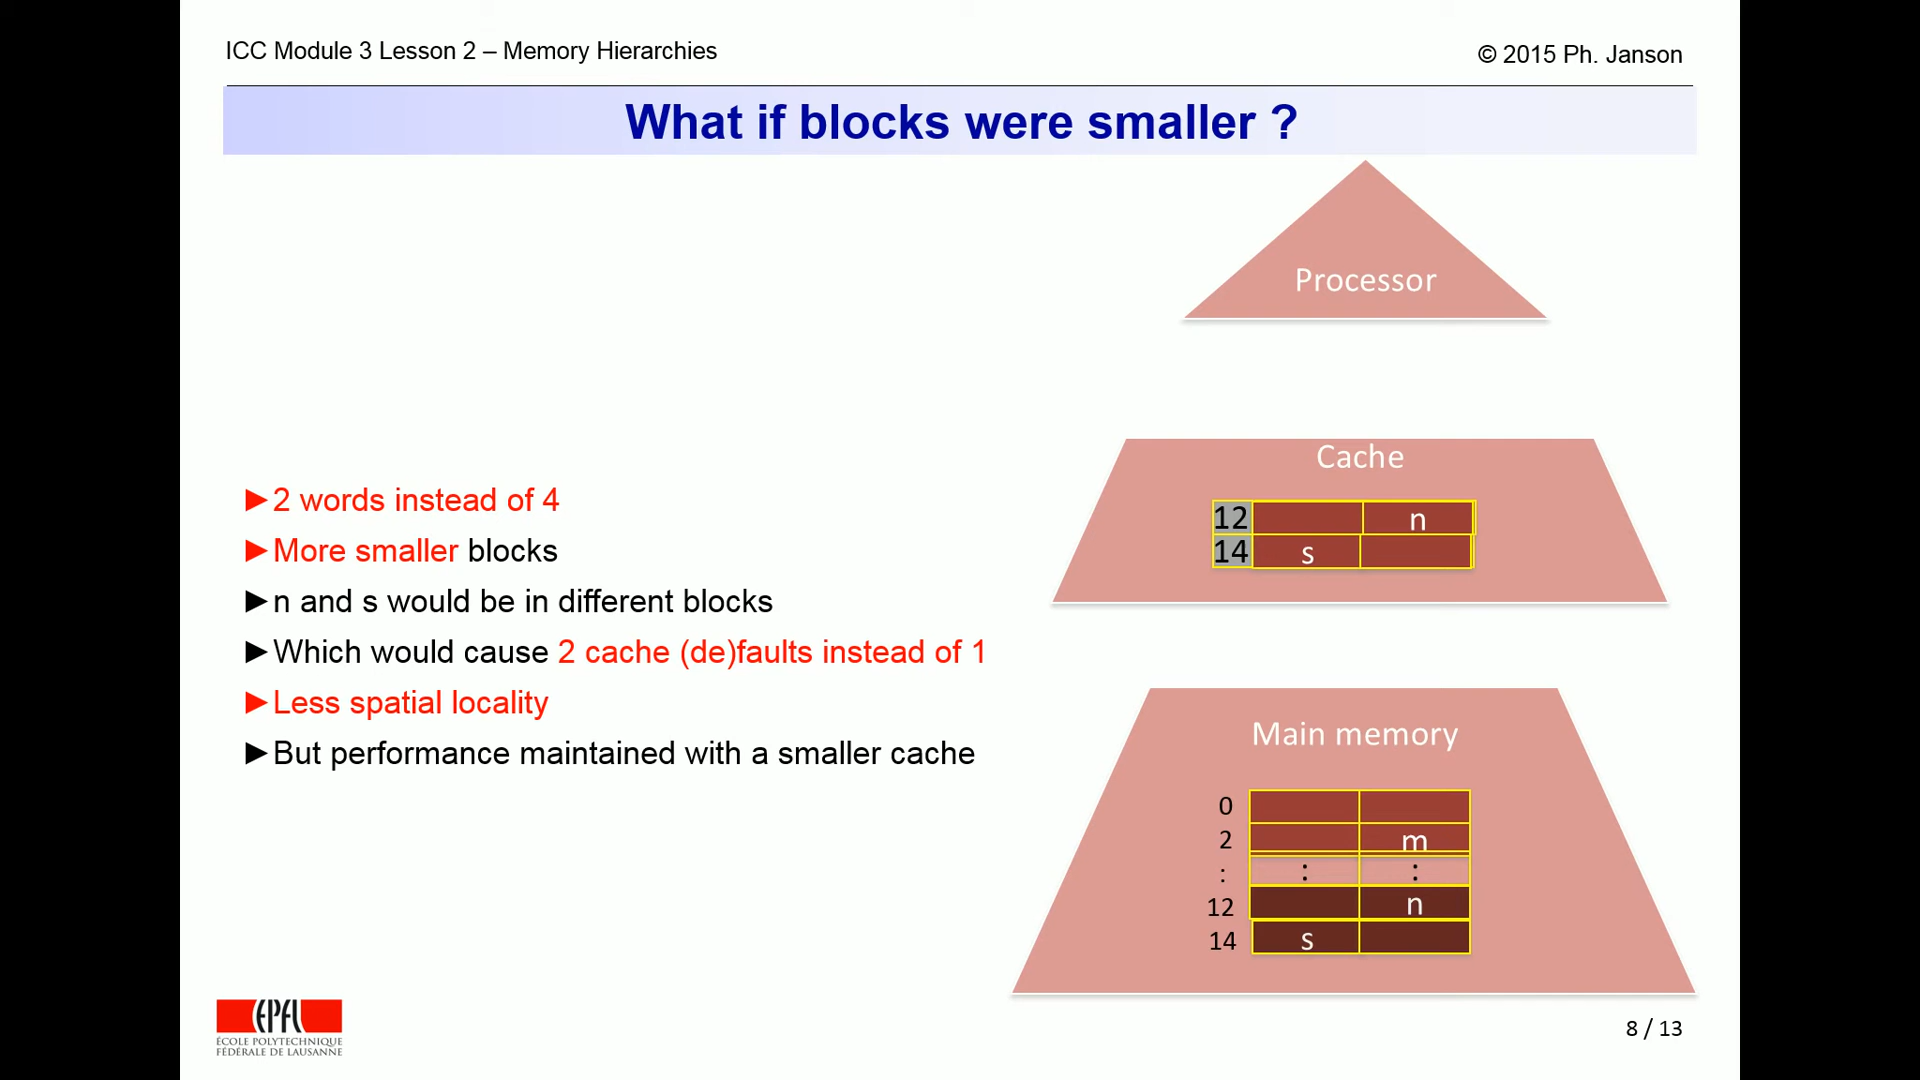 ICC Module 3 Lesson 2 – Memory Hierarchies
© 2015 Ph. Janson
What if blocks were smaller ?
Processor
►2 words instead of 4
►More smaller blocks
►n and s would be in different blocks
►Which would cause 2 cache (de)faults instead of 1
►Less spatial locality
►But performance maintained with a smaller cache
Cache
12 n
14 s
Main memory
0
2 m
: : :
12 n
14 s
EPFL
ÉCOLE POLYTECHNIQUE
FÉDÉRALE DE LAUSANNE
8 / 13